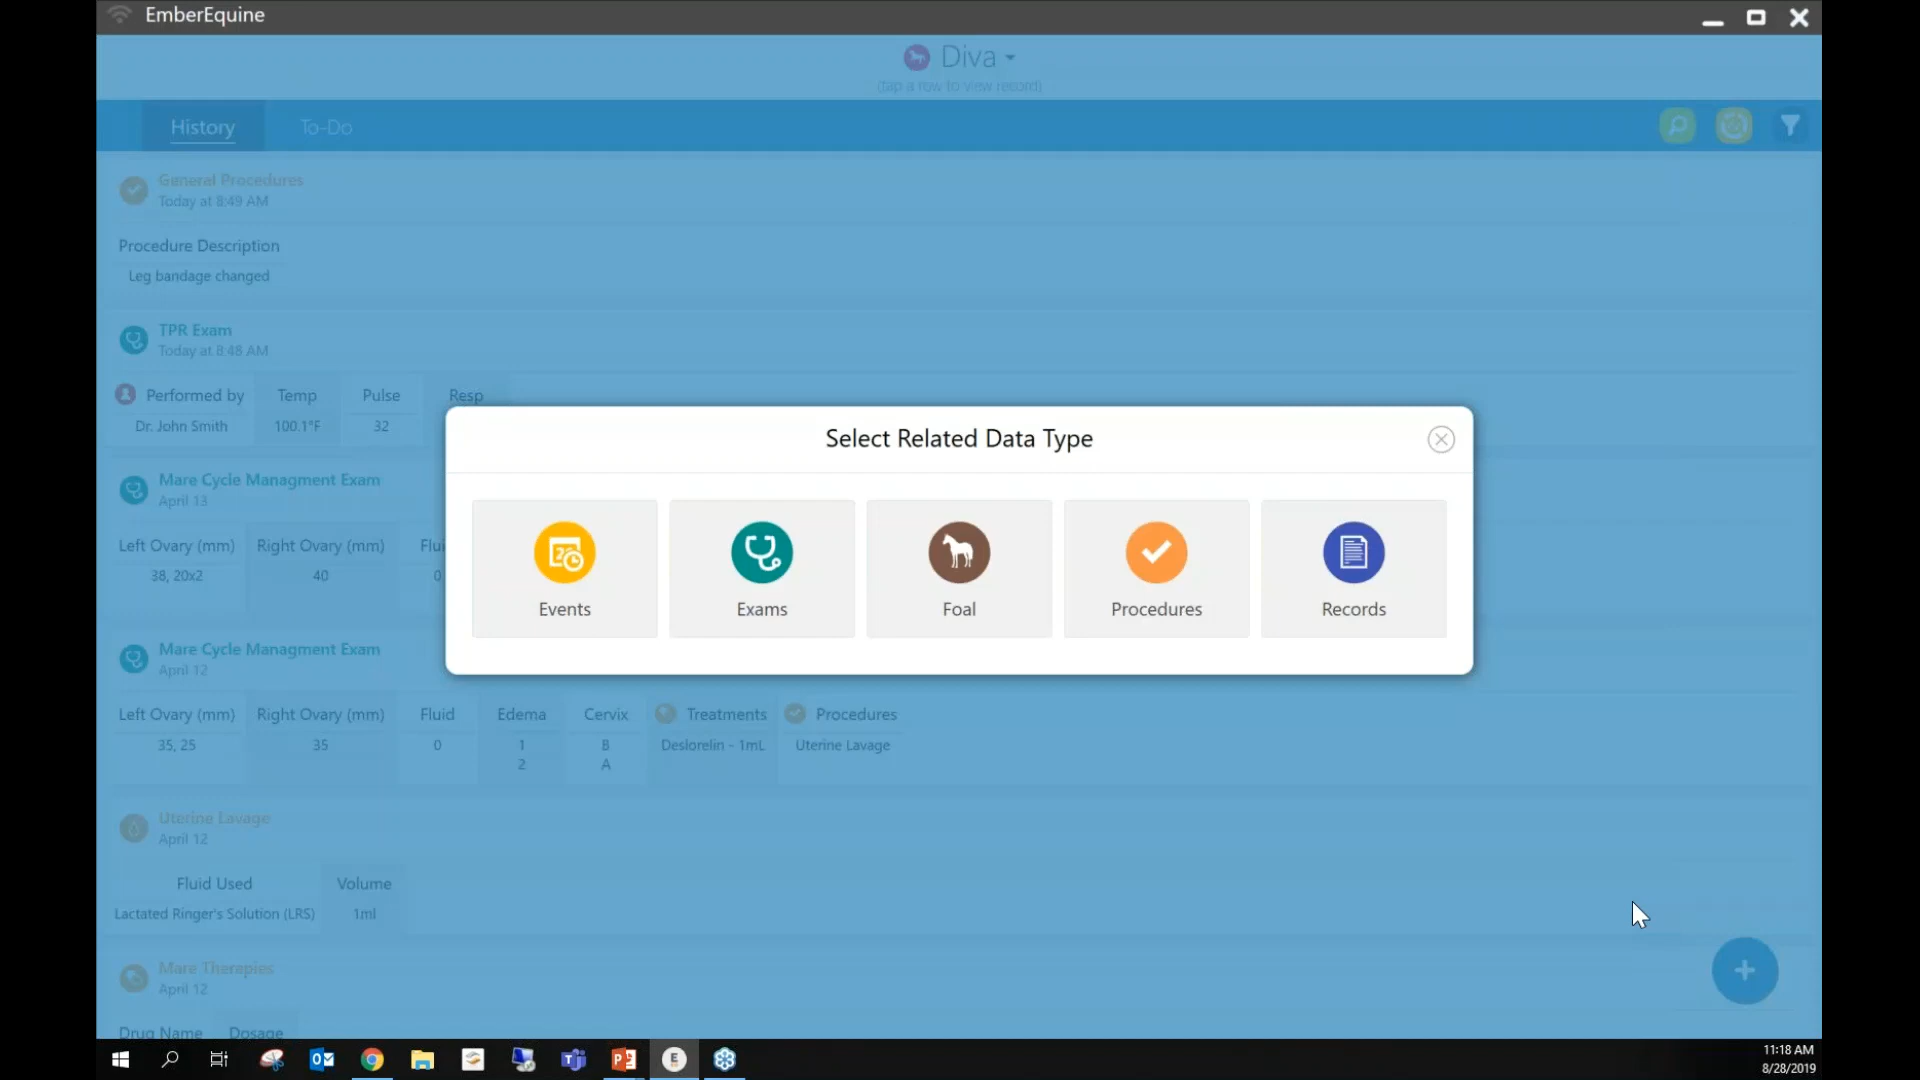 EmberEquine
Diva
(tap a row to view record)
History To-Do
General Procedures
Today at 8:49 AM
Procedure Description
Leg bandage changed
TPR Exam
Today at 8:48 AM
Performed by Temp Pulse Resp
Dr. John Smith 100.1°F 32
Select Related Data Type
Events Exams Foal Procedures Records
Mare Cycle Managment Exam
April 13
Left Ovary (mm) Right Ovary (mm)
38, 20x2 40 0
Mare Cycle Managment Exam
April 12
Left Ovary (mm) Right Ovary (mm) Fluid Edema Cervix Treatments Procedures
35, 25 35 0 1 B Deslorelin - 1mL Uterine Lavage
2 A
Uterine Lavage
April 12
Fluid Used Volume
Lactated Ringer's Solution (LRS) 1ml
Mare Therapies
April 12
Drug Name Dosage
11:18 AM
8/28/2019